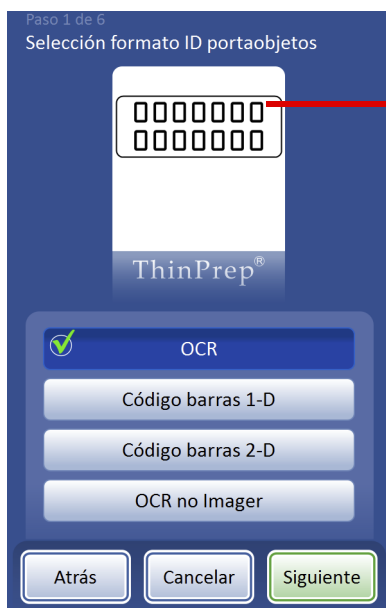 Paso 1 de 6
Selección formato ID portaobjetos
0000000
0000000
ThinPrep®
OCR
Código barras 1-D
Código barras 2-D
OCR no Imager
Atrás
Cancelar
Siguiente